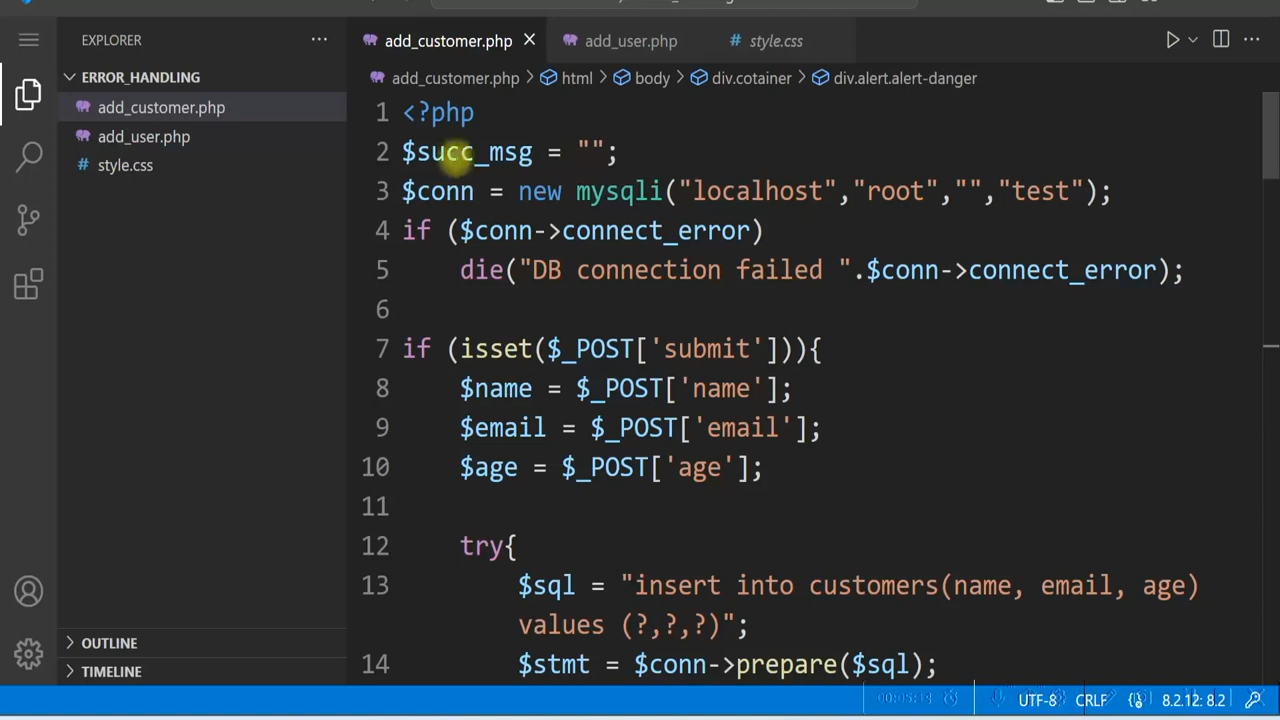 EXPLORER
ERROR_HANDLING
add_customer.php
add_user.php
style.css
OUTLINE
TIMELINE
add_customer.php add_user.php style.css
add_customer.php > html > body > div.cotainer > div.alert.alert-danger
1 <?php
2 $succ_msg = "";
3 $conn = new mysqli("localhost","root","","test");
4 if ($conn->connect_error)
5 die("DB connection failed ".$conn->connect_error);
6
7 if (isset($_POST['submit'])){
8 $name = $_POST['name'];
9 $email = $_POST['email'];
10 $age = $_POST['age'];
11
12 try{
13 $sql = "insert into customers(name, email, age)
values (?,?,?)";
14 $stmt = $conn->prepare($sql);
UTF-8 CRLF 8.2.12: 8.2